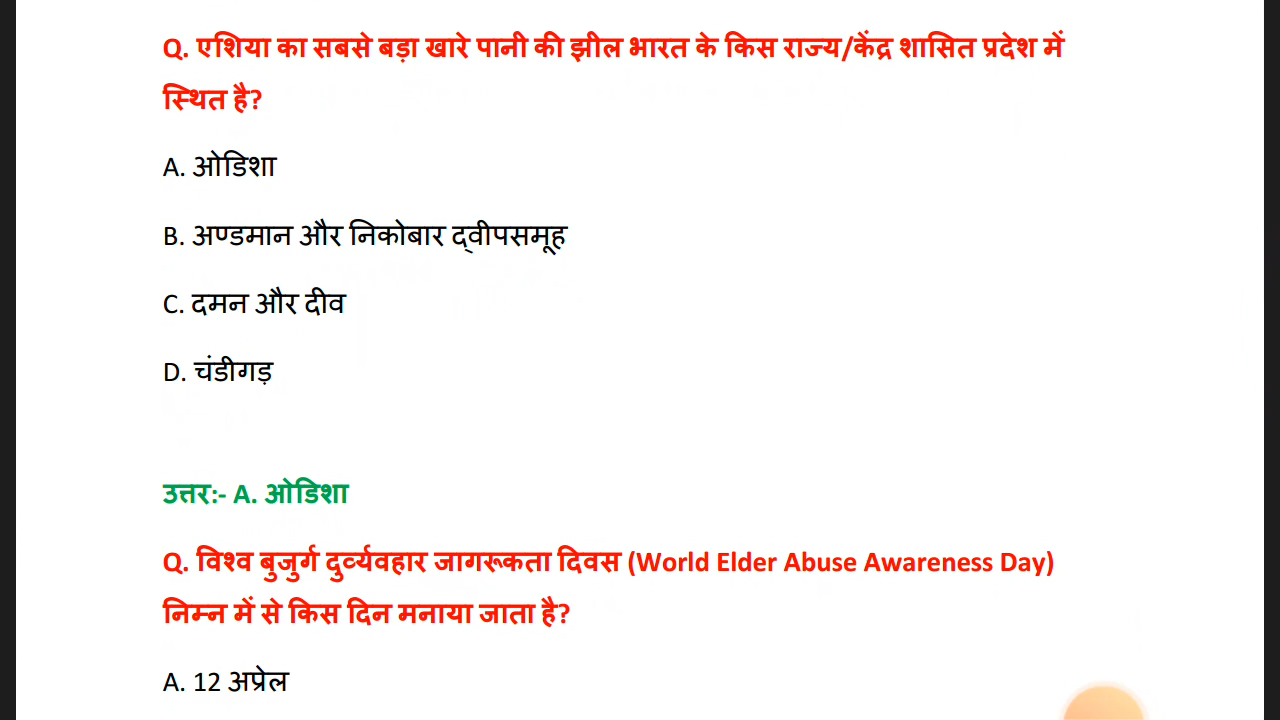 Q. एशिया का सबसे बड़ा खारे पानी की झील भारत के किस राज्य/केंद्र शासित प्रदेश में
स्थित है?
A. ओडिशा
B. अण्डमान और निकोबार द्वीपसमूह
C. दमन और दीव
D. चंडीगड़
उत्तर:- A. ओडिशा
Q. विश्व बुजुर्ग दुर्व्यवहार जागरूकता दिवस (World Elder Abuse Awareness Day)
निम्न में से किस दिन मनाया जाता है?
A. 12 अप्रेल